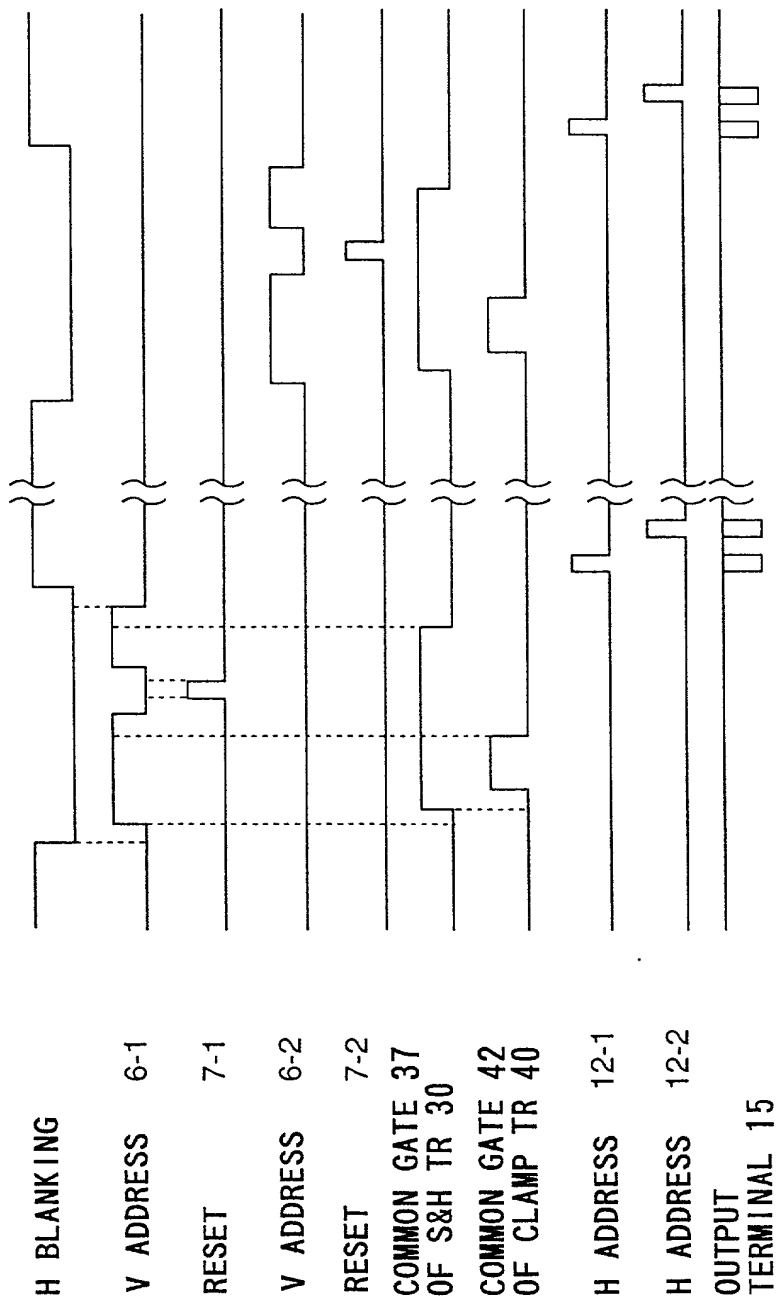 H BLANKING
V ADDRESS 6-1
RESET 7-1
V ADDRESS 6-2
RESET 7-2
COMMON GATE 37
OF S&H TR 30
COMMON GATE 42
OF CLAMP TR 40
H ADDRESS 12-1
H ADDRESS 12-2
OUTPUT
TERMINAL 15